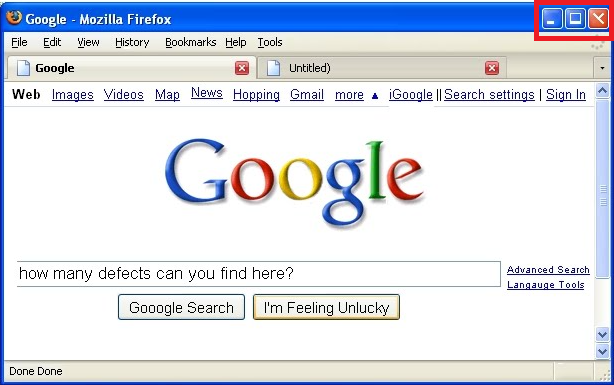 Google - Mozilla Firefox
File Edit View History Bookmarks Help Tools
Google Untitled)
Web Images Videos Map News Hopping Gmail more ▲ iGoogle || Search settings | Sign In
Google
how many defects can you find here?
Advanced Search
Langauge Tools
Gooogle Search I'm Feeling Unlucky
Done Done